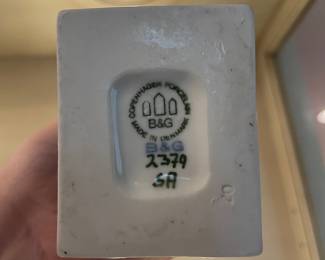 COPENHAGEN PORCELAIN
B&G
MADE IN DENMARK
B&G
2379
SA